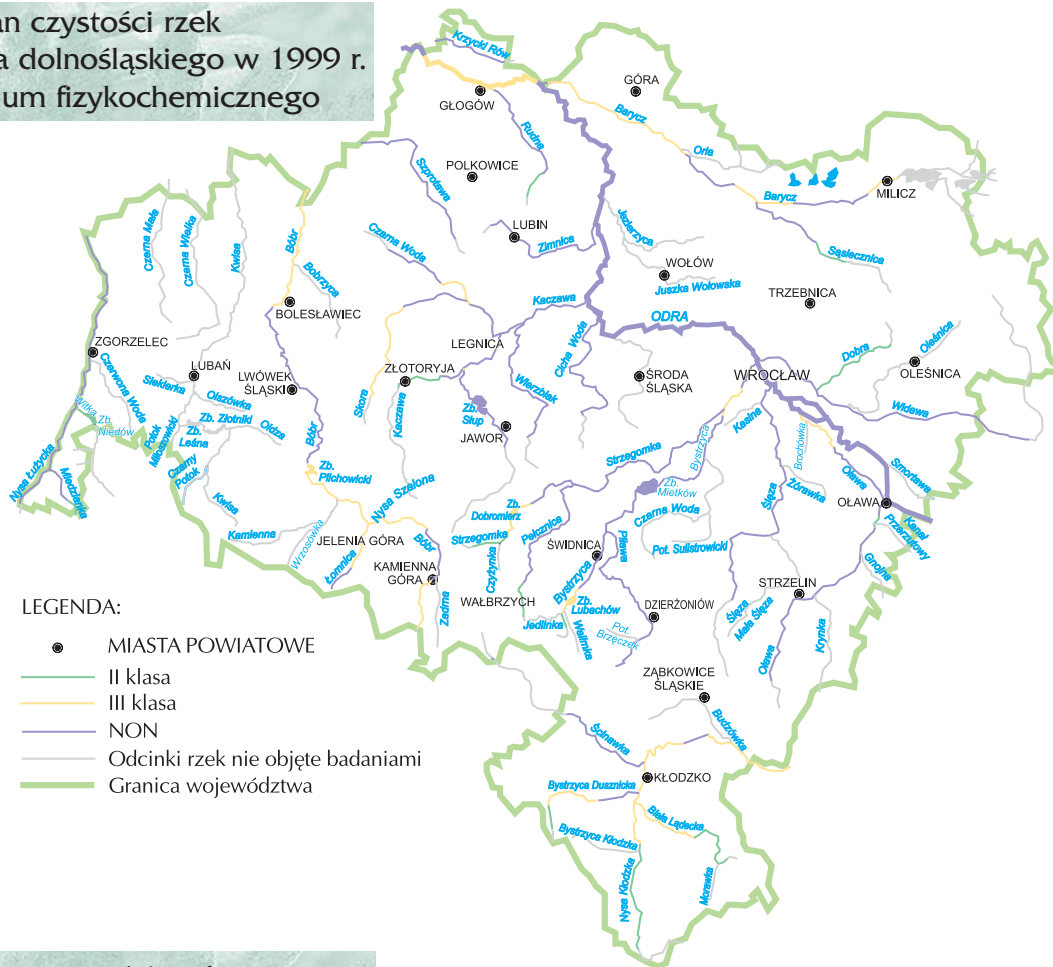 an czystości rzek
a dolnośląskiego w 1999 r.
um fizykochemicznego
Krzycki Rów
GÓRA
GŁOGÓW
Barycz
Rudna
Orla
POLKOWICE
Szprotawa
Barycz
MILICZ
Czarna Mała
Czarna Wielka
Kwisa
Bóbr
LUBIN
Zimnica
Jezierzyca
Czarna Woda
WOŁÓW
Sąsiecznica
Bobrzyca
Juszka Wołowska
TRZEBNICA
BOLESŁAWIEC
Kaczawa
ODRA
ZGORZELEC
LEGNICA
Cicha Woda
Dobra
Oleśnica
OLEŚNICA
Czerwona Woda
LUBAŃ
Siekierka
LWÓWEK
ŚLĄSKI
ZŁOTORYJA
Skora
Kaczawa
Wierzbiak
ŚRODA
ŚLĄSKA
WROCŁAW
Olszówka
Widawa
Witka Zb.
Niedów
Potok
Miłoszowicki
Zb. Złotniki
Zb.
Leśna
Oldza
Bóbr
Zb.
Słup
JAWOR
Kasina
Bystrzyca
Brochówka
Strzegomka
Czarny
Potok
Zb.
Pilchowicki
Oława
Smortawa
Nysa Łużycka
Miedzianka
Kwisa
Nysa Szalona
Zb.
Mietków
Ślęza
Żórawka
OŁAWA
Kanał
Przerzutowy
Zb.
Dobromierz
Pełcznica
Czarna Woda
Kamienna
Wrzosówka
JELENIA GÓRA
Łomnica
Bóbr
Strzegomka
ŚWIDNICA
Piława
Pot. Sulistrowicki
Gnojna
KAMIENNA
GÓRA
Czyżynka
Bystrzyca
STRZELIN
Zadrna
WAŁBRZYCH
Zb.
Lubachów
DZIERŻONIÓW
Ślęza
Mała Ślęza
Jedlinka
Walimka
Pot.
Brzęczek
Oława
Krynka
ZĄBKOWICE
ŚLĄSKIE
Budzówka
Ścinawka
KŁODZKO
Bystrzyca Dusznicka
Biała Lądecka
Bystrzyca Kłodzka
Nysa Kłodzka
Morawka
LEGENDA:
MIASTA POWIATOWE
II klasa
III klasa
NON
Odcinki rzek nie objęte badaniami
Granica województwa